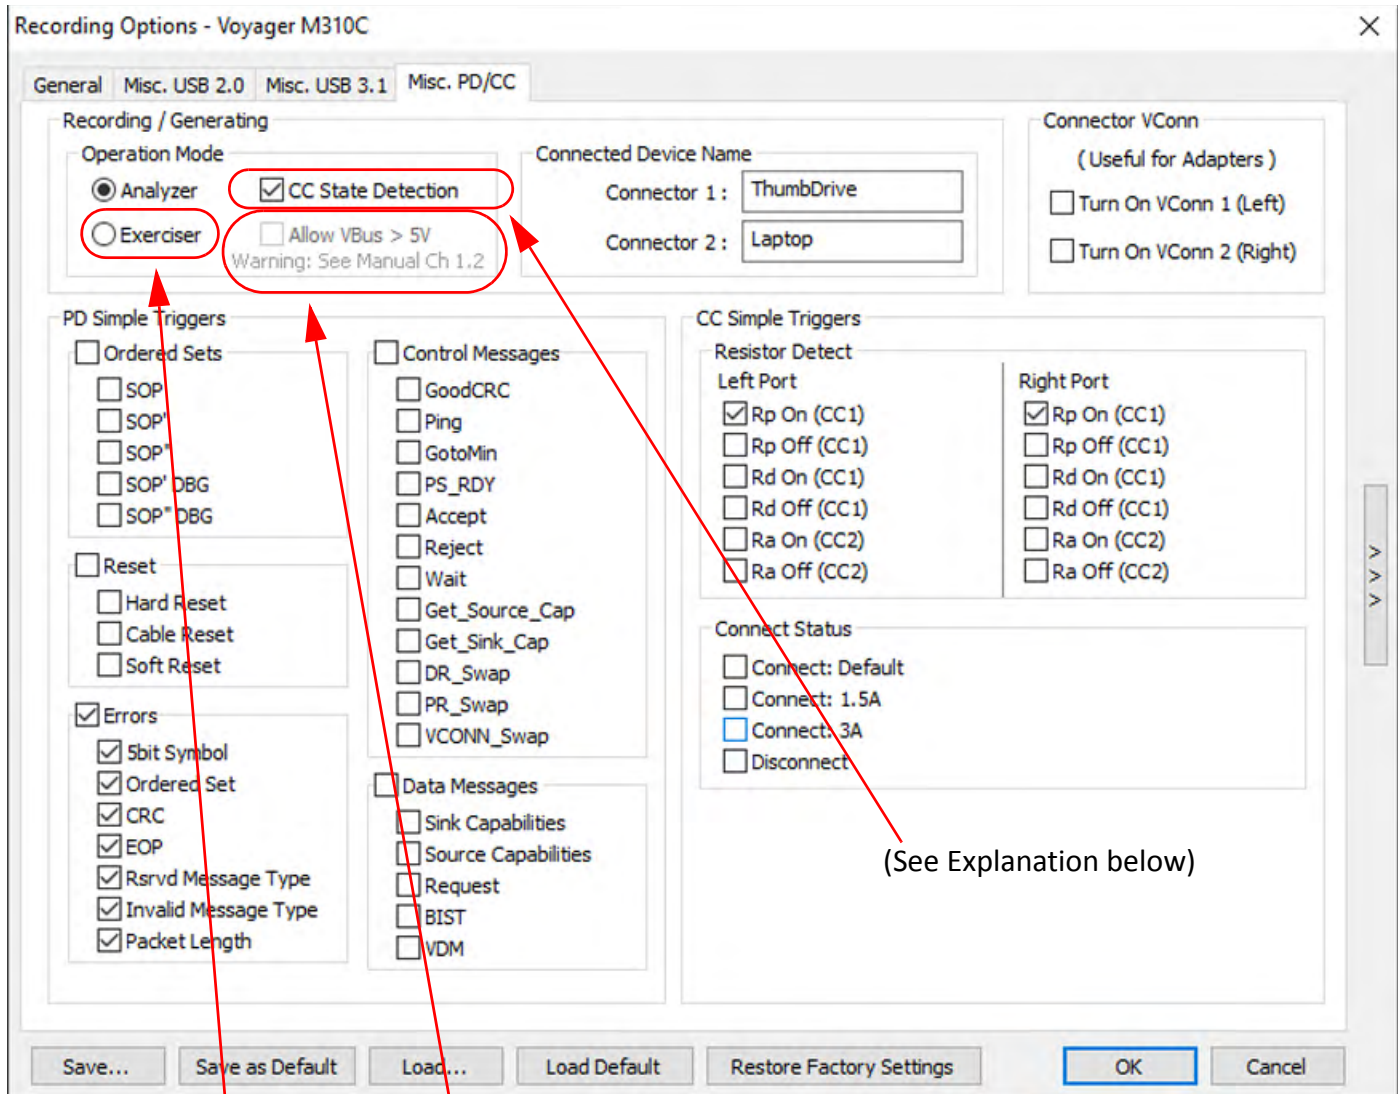 Recording Options - Voyager M310C
General
Misc. USB 2.0
Misc. USB 3.1
Misc. PD/CC
Recording / Generating
Operation Mode
Analyzer
CC State Detection
Exerciser
Allow VBus > 5V
Warning: See Manual Ch 1.2
Connected Device Name
Connector 1 : ThumbDrive
Connector 2 : Laptop
Connector VConn
( Useful for Adapters )
Turn On VConn 1 (Left)
Turn On VConn 2 (Right)
PD Simple Triggers
Ordered Sets
SOP
SOP'
SOP"
SOP' DBG
SOP" DBG
Reset
Hard Reset
Cable Reset
Soft Reset
Errors
5bit Symbol
Ordered Set
CRC
EOP
Rsrvd Message Type
Invalid Message Type
Packet Length
Control Messages
GoodCRC
Ping
GotoMin
PS_RDY
Accept
Reject
Wait
Get_Source_Cap
Get_Sink_Cap
DR_Swap
PR_Swap
VCONN_Swap
Data Messages
Sink Capabilities
Source Capabilities
Request
BIST
VDM
CC Simple Triggers
Resistor Detect
Left Port
Rp On (CC1)
Rp Off (CC1)
Rd On (CC1)
Rd Off (CC1)
Ra On (CC2)
Ra Off (CC2)
Right Port
Rp On (CC1)
Rp Off (CC1)
Rd On (CC1)
Rd Off (CC1)
Ra On (CC2)
Ra Off (CC2)
Connect Status
Connect: Default
Connect: 1.5A
Connect: 3A
Disconnect
(See Explanation below)
>
>
>
Save...
Save as Default
Load...
Load Default
Restore Factory Settings
OK
Cancel